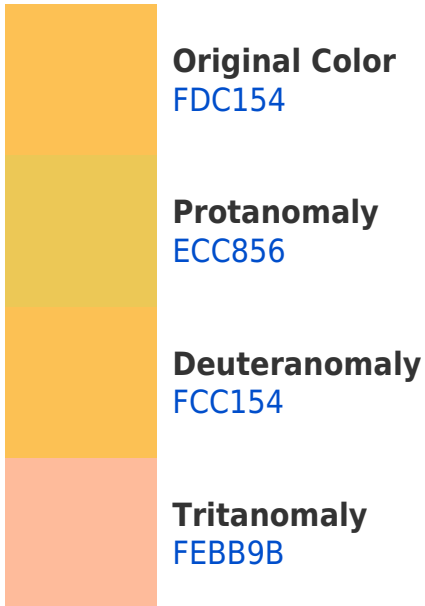 Original Color
FDC154
Protanomaly
ECC856
Deuteranomaly
FCC154
Tritanomaly
FEBB9B